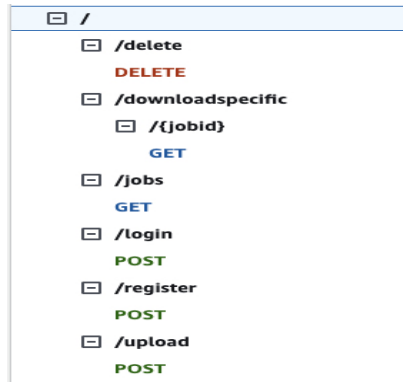 /
/delete
DELETE
/downloadspecific
/{jobid}
GET
/jobs
GET
/login
POST
/register
POST
/upload
POST